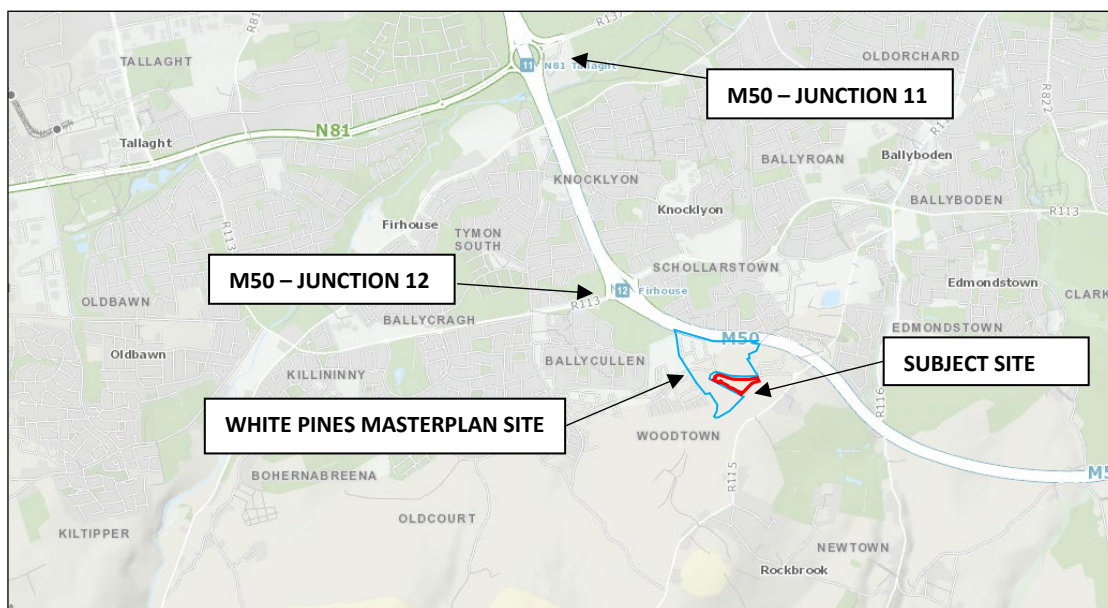 TALLAGHT
R81
R137
OLDORCHARD
11
N81 Tallaght
M50 – JUNCTION 11
R822
N81
Tallaght
BALLYROAN
Ballyboden
KNOCKLYON
R113
Firhouse
Knocklyon
BALLYBODEN
R113
TYMON
SOUTH
M50 – JUNCTION 12
SCHOLLARSTOWN
12
Firhouse
Edmondstown
CLARK
OLDBAWN
R113
BALLYCRAGH
EDMONDSTOWN
M50
Oldbawn
BALLYCULLEN
SUBJECT SITE
KILLININNY
R116
WHITE PINES MASTERPLAN SITE
WOODTOWN
BOHERNABREENA
R115
M5
OLDCOURT
KILTIPPER
NEWTOWN
Rockbrook